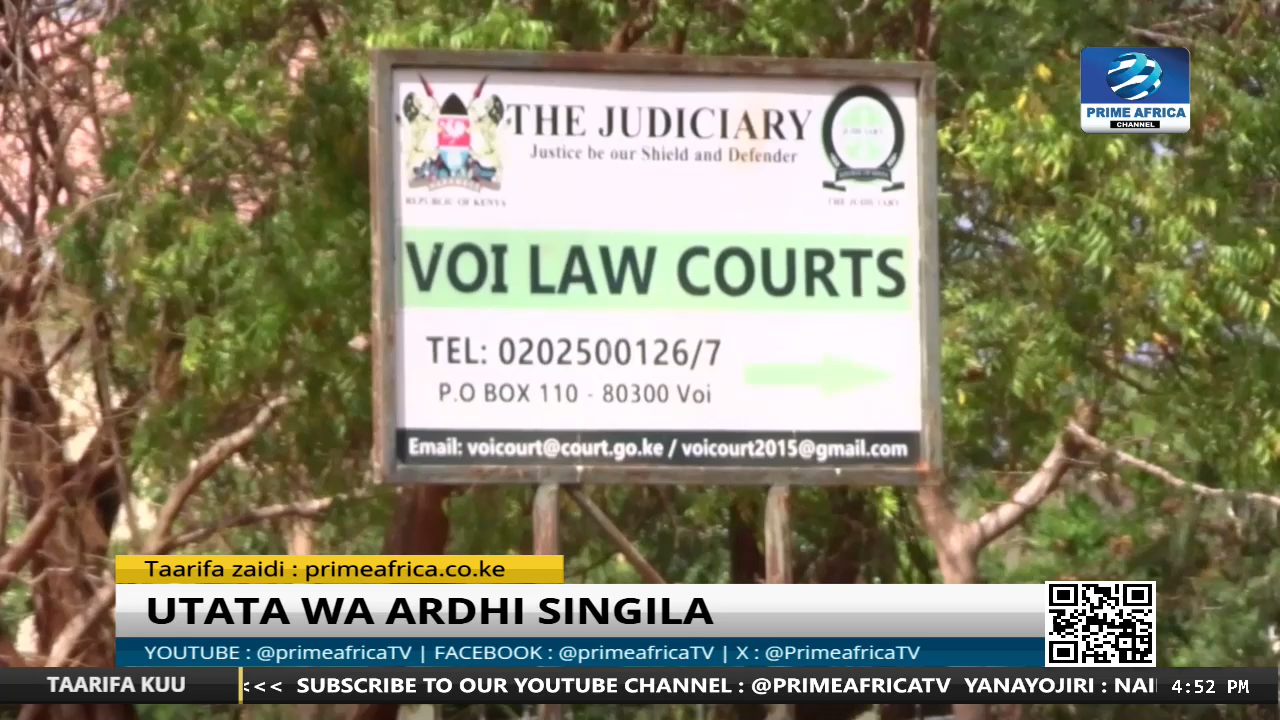 PRIME AFRICA
CHANNEL
THE JUDICIARY
Justice be our Shield and Defender
REPUBLIC OF KENYA
THE JUDICIARY
VOI LAW COURTS
TEL: 0202500126/7
P.O BOX 110 - 80300 Voi
Email: voicourt@court.go.ke / voicourt2015@gmail.com
Taarifa zaidi : primeafrica.co.ke
UTATA WA ARDHI SINGILA
YOUTUBE : @primeafricaTV | FACEBOOK : @primeafricaTV | X : @PrimeafricaTV
TAARIFA KUU
<<< SUBSCRIBE TO OUR YOUTUBE CHANNEL : @PRIMEAFRICATV YANAYOJIRI : NAI
4:52 PM